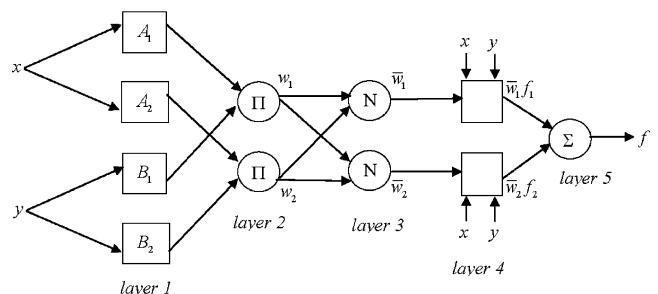 x
y
A₁
A₂
B₁
B₂
layer 1
Π
Π
w₁
w₂
layer 2
N
N
layer 3
w̅₁
w̅₂
x y
x y
layer 4
w̅₁f₁
w̅₂f₂
Σ
layer 5
f